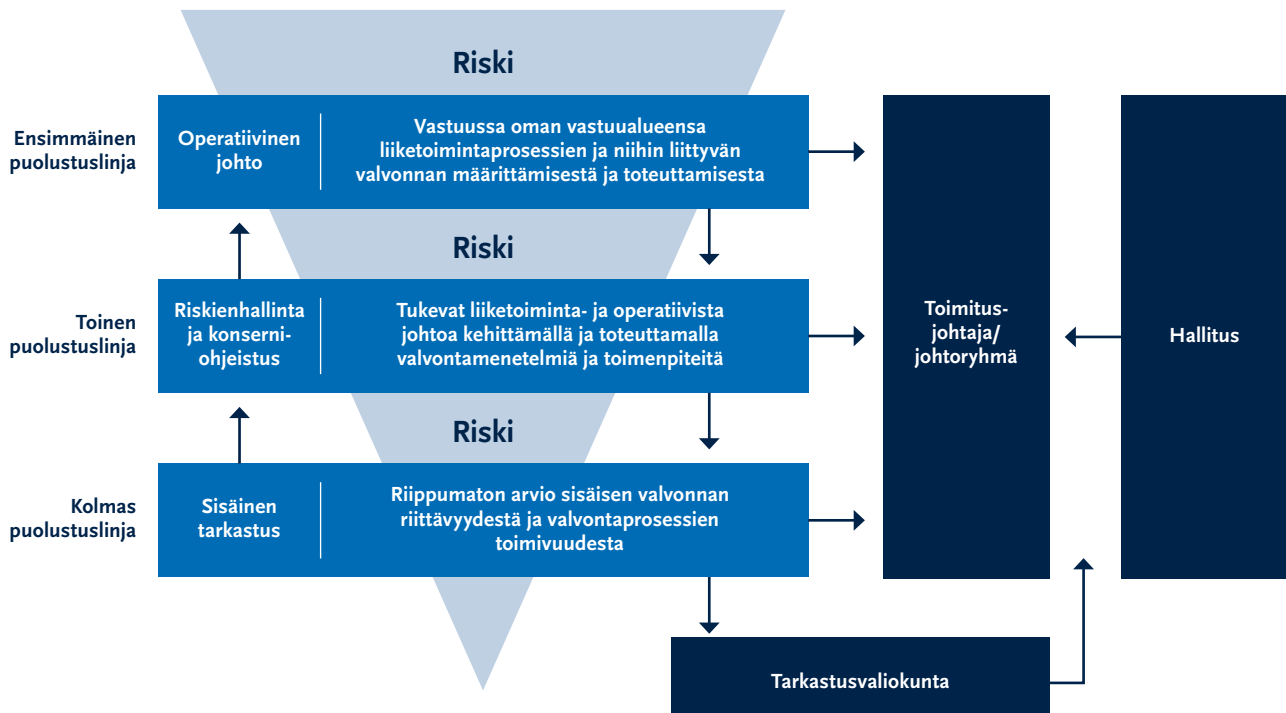 Riski
Ensimmäinen
puolustuslinja
Operatiivinen
johto
Vastuussa oman vastuualueensa
liiketoimintaprosessien ja niihin liittyvän
valvonnan määrittämisestä ja toteuttamisesta
Riski
Toinen
puolustuslinja
Riskienhallinta
ja konserni-
ohjeistus
Tukevat liiketoiminta- ja operatiivista
johtoa kehittämällä ja toteuttamalla
valvontamenetelmiä ja toimenpiteitä
Riski
Kolmas
puolustuslinja
Sisäinen
tarkastus
Riippumaton arvio sisäisen valvonnan
riittävyydestä ja valvontaprosessien
toimivuudesta
Toimitus-
johtaja/
johtoryhmä
Hallitus
Tarkastusvaliokunta